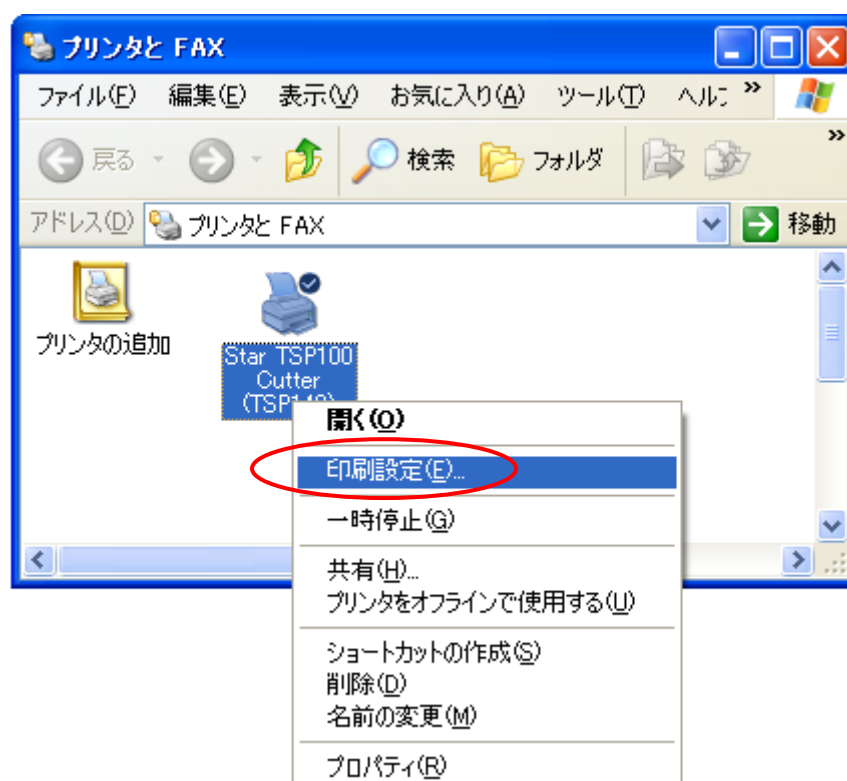 プリンタと FAX
ファイル(F) 編集(E) 表示(V) お気に入り(A) ツール(T) ヘルプ »
戻る 検索 フォルダ »
アドレス(D) プリンタと FAX 移動
プリンタの追加
Star TSP100
Cutter
開く(O)
印刷設定(E)...
一時停止(G)
共有(H)...
プリンタをオフラインで使用する(U)
ショートカットの作成(S)
削除(D)
名前の変更(M)
プロパティ(R)